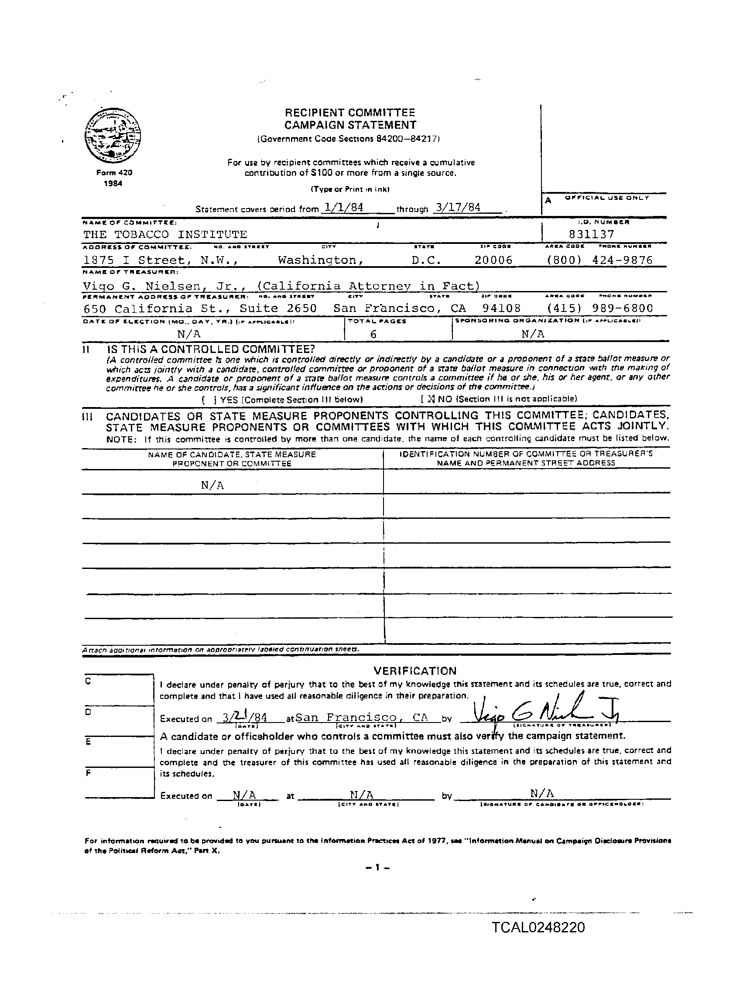 RECIPIENT COMMITTEE
CAMPAIGN STATEMENT
(Government Code Sections 84200–84217)
Form 420
1984
For use by recipient committees which receive a cumulative
contribution of $100 or more from a single source.
(Type or Print in Ink)
Statement covers period from 1/1/84 through 3/17/84.
A OFFICIAL USE ONLY
NAME OF COMMITTEE: I.D. NUMBER
THE TOBACCO INSTITUTE 831137
ADDRESS OF COMMITTEE: NO. AND STREET CITY STATE ZIP CODE AREA CODE PHONE NUMBER
1875 I Street, N.W., Washington, D.C. 20006 (800) 424-9876
NAME OF TREASURER:
Vigo G. Nielsen, Jr., (California Attorney in Fact)
PERMANENT ADDRESS OF TREASURER: NO. AND STREET CITY STATE ZIP CODE AREA CODE PHONE NUMBER
650 California St., Suite 2650 San Francisco, CA 94108 (415) 989-6800
DATE OF ELECTION (MO., DAY, YR.) (IF APPLICABLE): TOTAL PAGES SPONSORING ORGANIZATION (IF APPLICABLE):
N/A 6 N/A
II IS THIS A CONTROLLED COMMITTEE?
(A controlled committee is one which is controlled directly or indirectly by a candidate or a proponent of a state ballot measure or
which acts jointly with a candidate, controlled committee or proponent of a state ballot measure in connection with the making of
expenditures. A candidate or proponent of a state ballot measure controls a committee if he or she, his or her agent, or any other
committee he or she controls, has a significant influence on the actions or decisions of the committee.)
[ ] YES (Complete Section III below) [X] NO (Section III is not applicable)
III CANDIDATES OR STATE MEASURE PROPONENTS CONTROLLING THIS COMMITTEE; CANDIDATES,
STATE MEASURE PROPONENTS OR COMMITTEES WITH WHICH THIS COMMITTEE ACTS JOINTLY.
NOTE: If this committee is controlled by more than one candidate, the name of each controlling candidate must be listed below.
NAME OF CANDIDATE, STATE MEASURE IDENTIFICATION NUMBER OF COMMITTEE OR TREASURER'S
PROPONENT OR COMMITTEE NAME AND PERMANENT STREET ADDRESS
N/A
Attach additional information on appropriately labeled continuation sheets.
VERIFICATION
C
I declare under penalty of perjury that to the best of my knowledge this statement and its schedules are true, correct and
complete and that I have used all reasonable diligence in their preparation.
D
Executed on 3/21/84 at San Francisco, CA by Vigo G Niel Jr
(DATE) (CITY AND STATE) (SIGNATURE OF TREASURER)
E
A candidate or officeholder who controls a committee must also verify the campaign statement.
I declare under penalty of perjury that to the best of my knowledge this statement and its schedules are true, correct and
complete and the treasurer of this committee has used all reasonable diligence in the preparation of this statement and
F
its schedules.
Executed on N/A at N/A by N/A
(DATE) (CITY AND STATE) (SIGNATURE OF CANDIDATE OR OFFICEHOLDER)
For information required to be provided to you pursuant to the Information Practices Act of 1977, see "Information Manual on Campaign Disclosure Provisions
of the Political Reform Act," Part X.
– 1 –
TCAL0248220